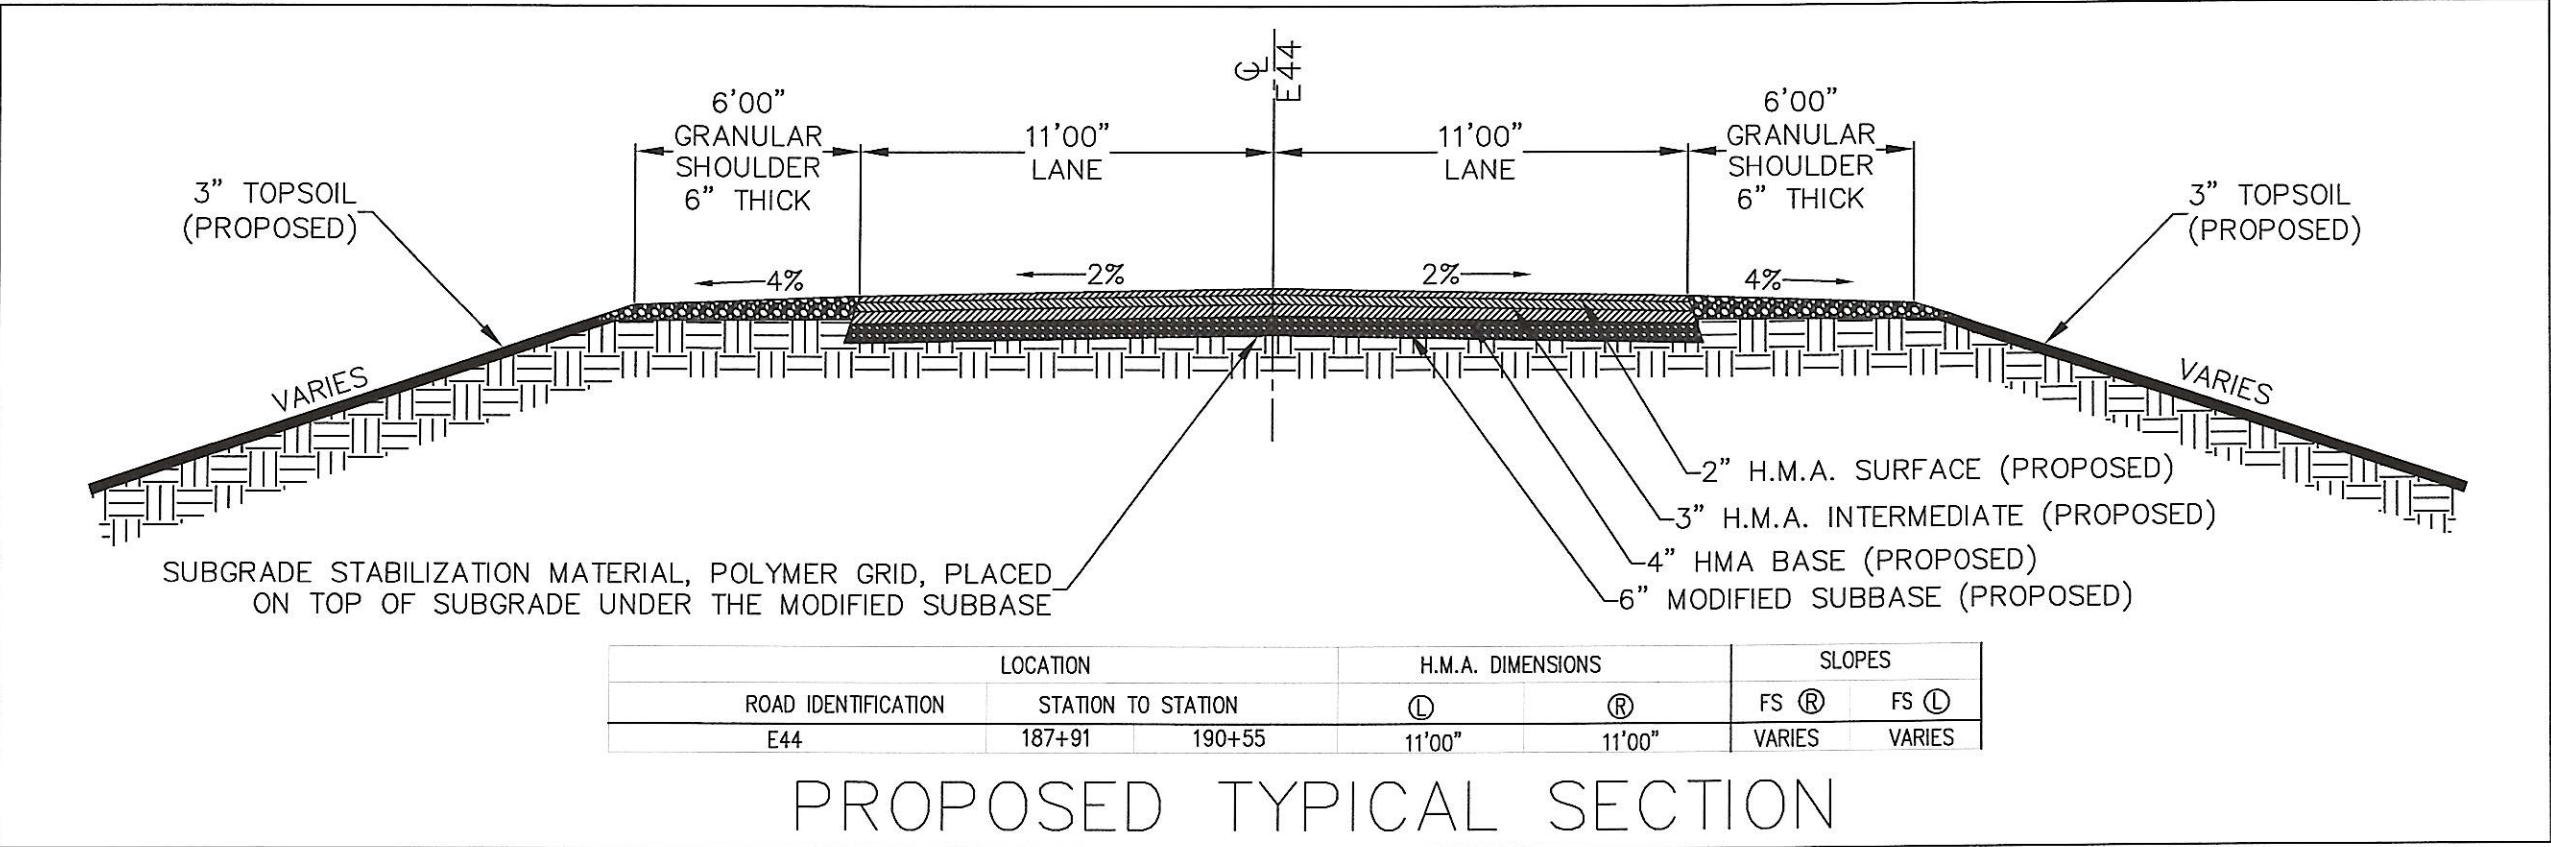 ℄ E44
6'00"
GRANULAR
SHOULDER
6" THICK
11'00"
LANE
11'00"
LANE
6'00"
GRANULAR
SHOULDER
6" THICK
3" TOPSOIL
(PROPOSED)
3" TOPSOIL
(PROPOSED)
4%
2%
2%
4%
VARIES
VARIES
2" H.M.A. SURFACE (PROPOSED)
3" H.M.A. INTERMEDIATE (PROPOSED)
4" HMA BASE (PROPOSED)
6" MODIFIED SUBBASE (PROPOSED)
SUBGRADE STABILIZATION MATERIAL, POLYMER GRID, PLACED
ON TOP OF SUBGRADE UNDER THE MODIFIED SUBBASE
LOCATION H.M.A. DIMENSIONS SLOPES
ROAD IDENTIFICATION STATION TO STATION Ⓛ Ⓡ FS Ⓡ FS Ⓛ
E44 187+91 190+55 11'00" 11'00" VARIES VARIES
PROPOSED TYPICAL SECTION